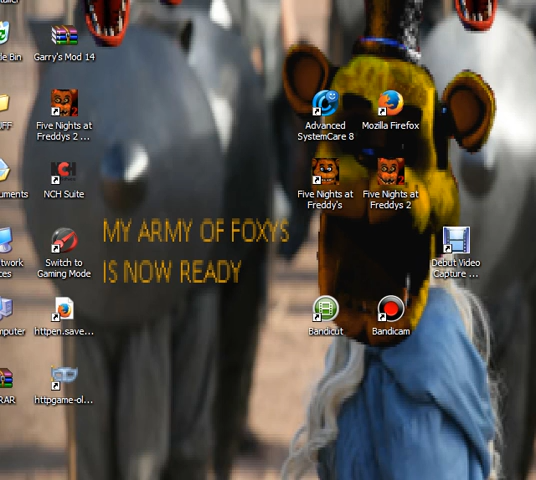 le Bin
Garry's Mod 14
FF
Five Nights at
Freddys 2 ...
Advanced
SystemCare 8
Mozilla Firefox
uments
NCH Suite
Five Nights at
Freddy's
Five Nights at
Freddys 2
MY ARMY OF FOXYS
IS NOW READY
twork
ces
Switch to
Gaming Mode
Debut Video
Capture ...
mputer
httpen.save...
Bandicut
Bandicam
RAR
httpgame-ol...